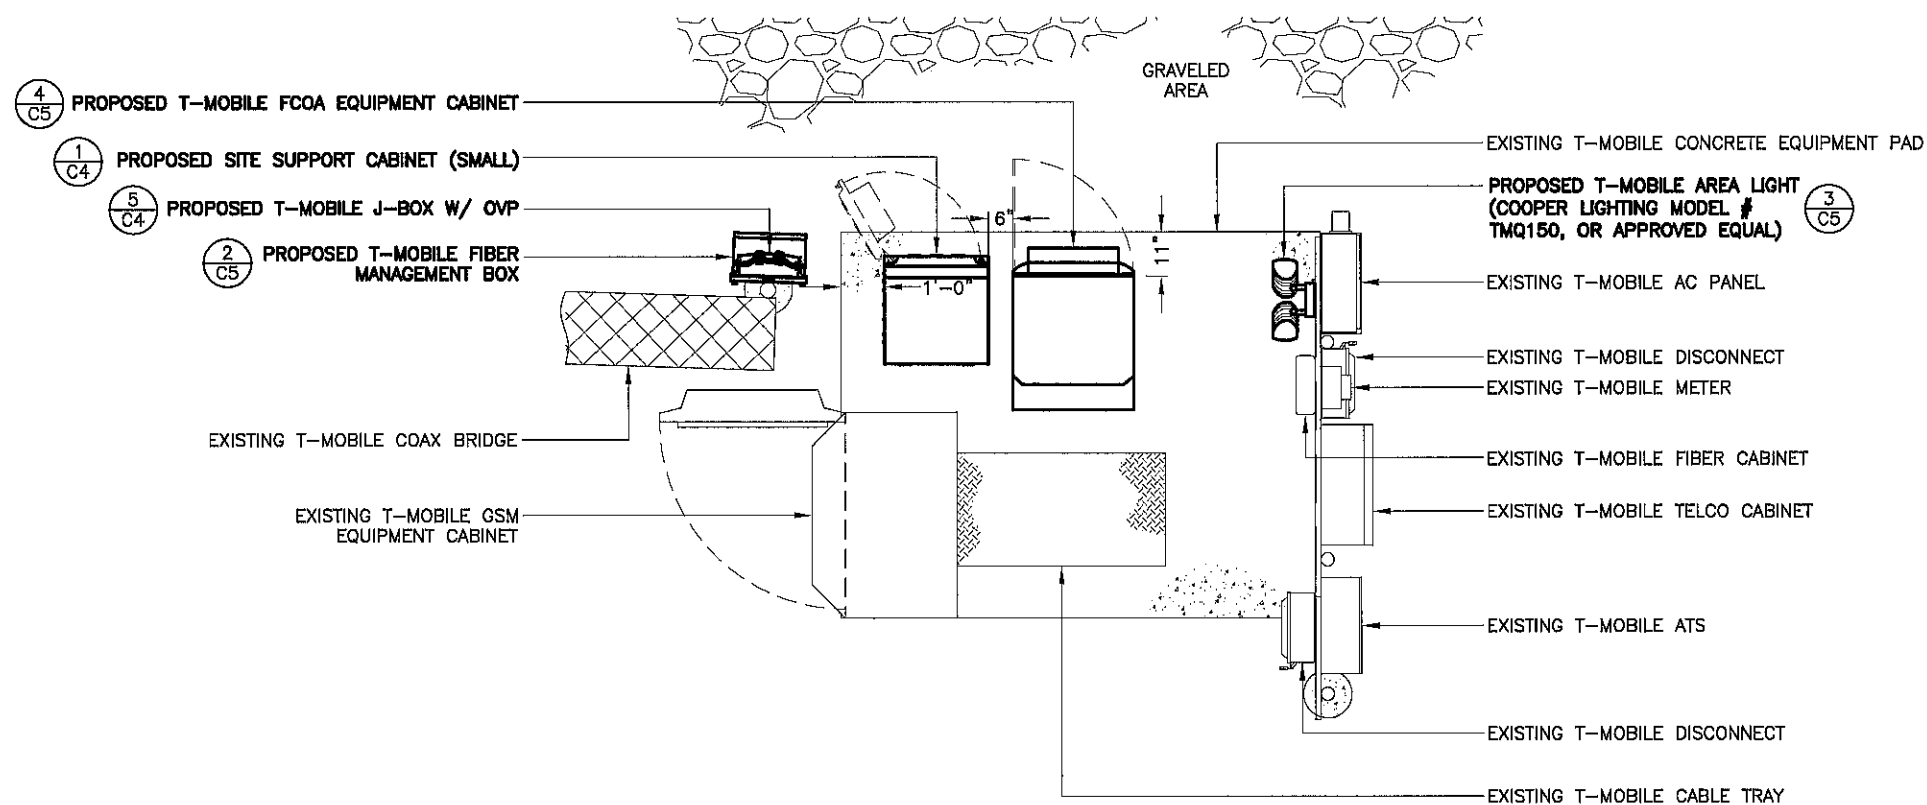 GRAVELED
AREA
4
C5
PROPOSED T-MOBILE FCOA EQUIPMENT CABINET
1
C4
PROPOSED SITE SUPPORT CABINET (SMALL)
5
C4
PROPOSED T-MOBILE J-BOX W/ OVP
2
C5
PROPOSED T-MOBILE FIBER
MANAGEMENT BOX
EXISTING T-MOBILE COAX BRIDGE
EXISTING T-MOBILE GSM
EQUIPMENT CABINET
6"
11"
1'-0"
EXISTING T-MOBILE CONCRETE EQUIPMENT PAD
PROPOSED T-MOBILE AREA LIGHT
(COOPER LIGHTING MODEL #
TMQ150, OR APPROVED EQUAL)
3
C5
EXISTING T-MOBILE AC PANEL
EXISTING T-MOBILE DISCONNECT
EXISTING T-MOBILE METER
EXISTING T-MOBILE FIBER CABINET
EXISTING T-MOBILE TELCO CABINET
EXISTING T-MOBILE ATS
EXISTING T-MOBILE DISCONNECT
EXISTING T-MOBILE CABLE TRAY